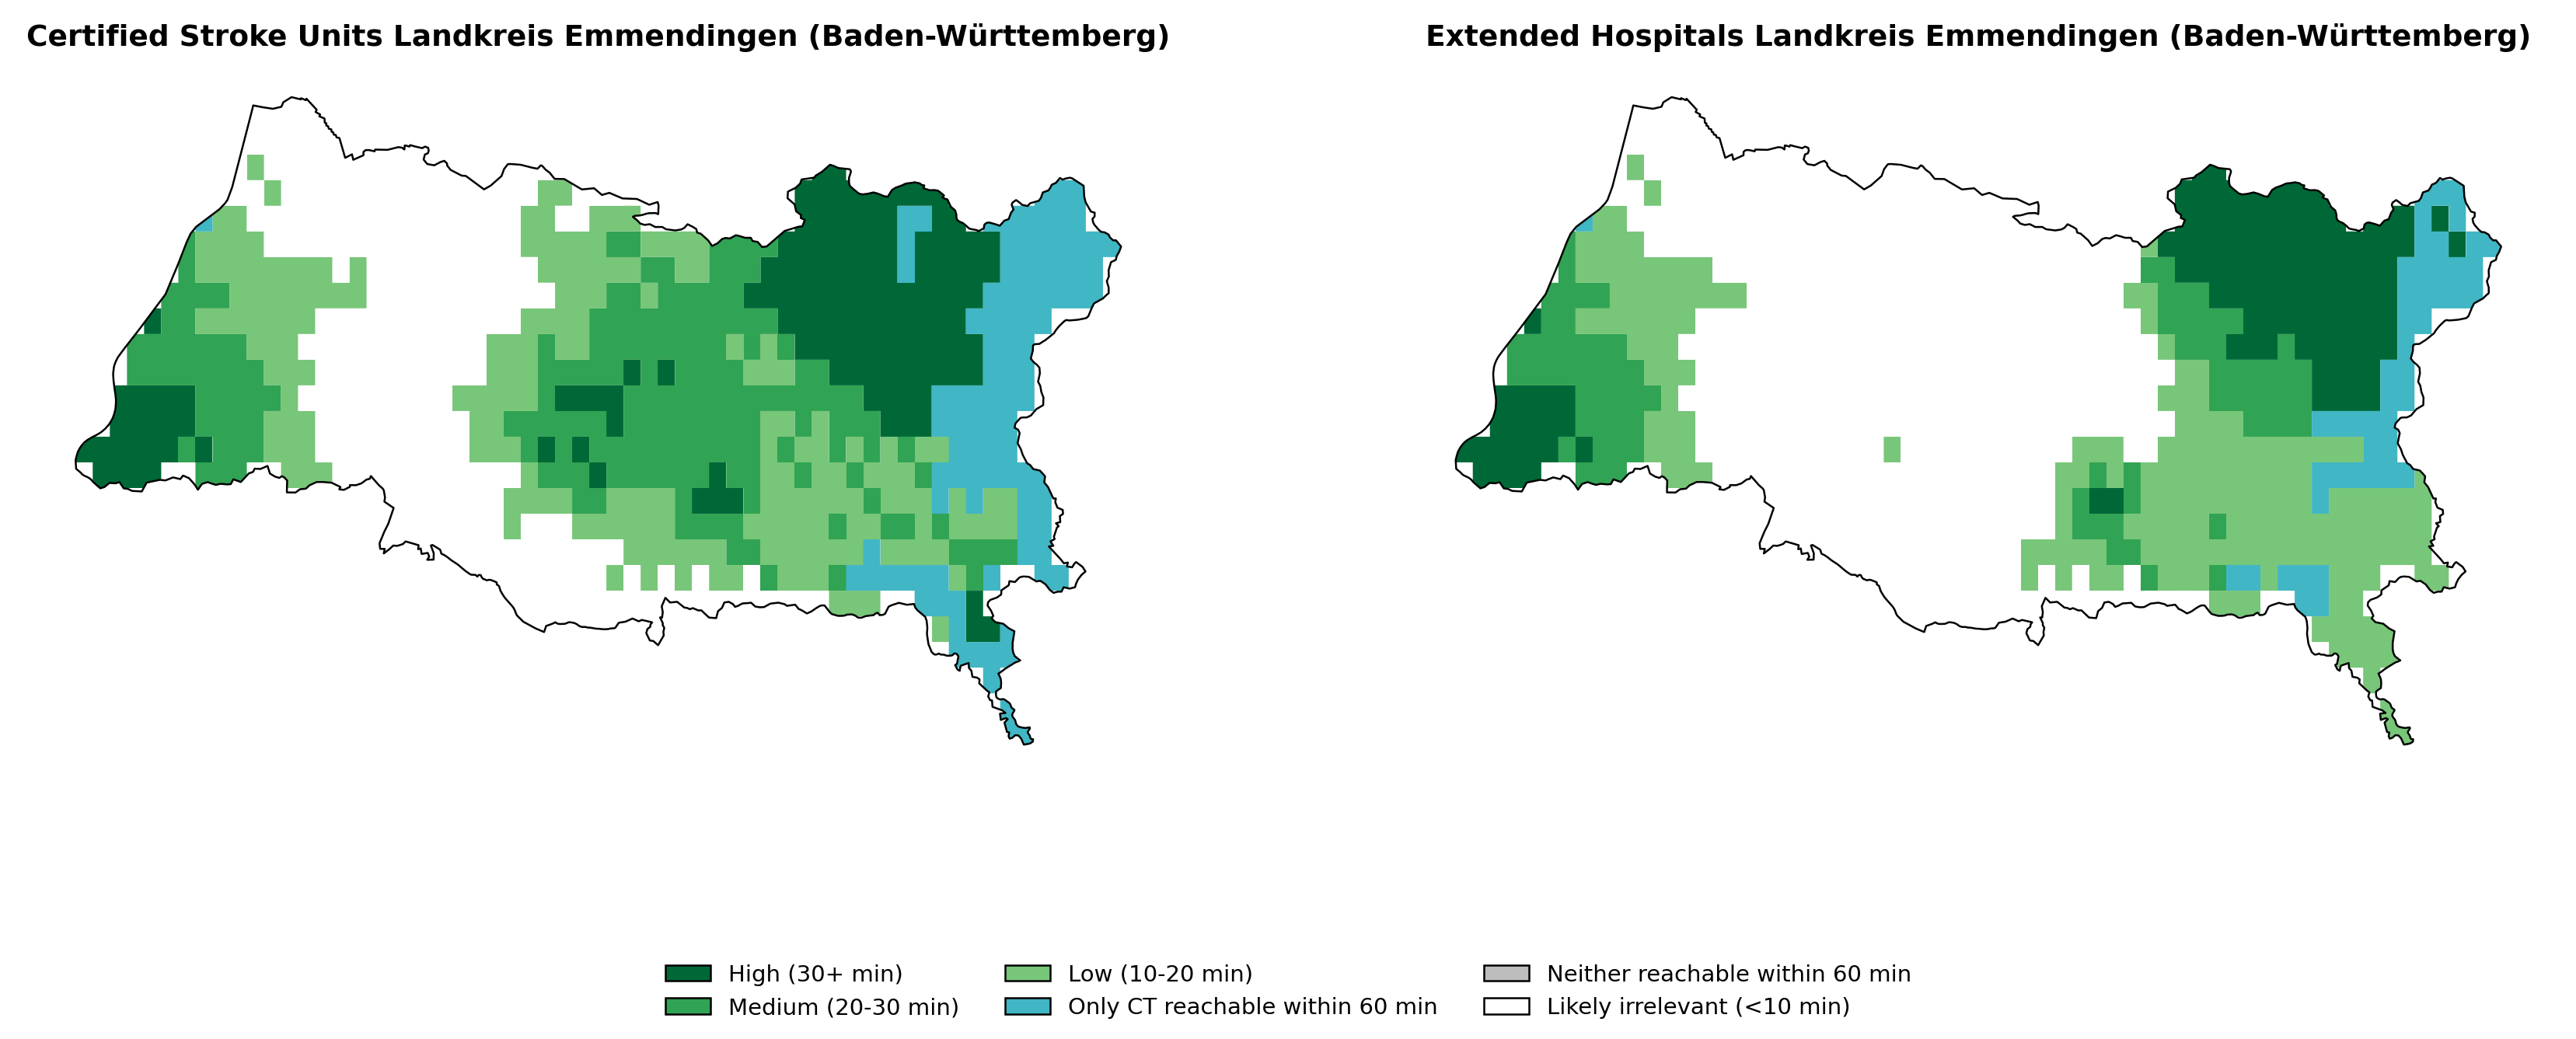 Certified Stroke Units Landkreis Emmendingen (Baden-Württemberg)
Extended Hospitals Landkreis Emmendingen (Baden-Württemberg)
High (30+ min)
Medium (20-30 min)
Low (10-20 min)
Only CT reachable within 60 min
Neither reachable within 60 min
Likely irrelevant (<10 min)